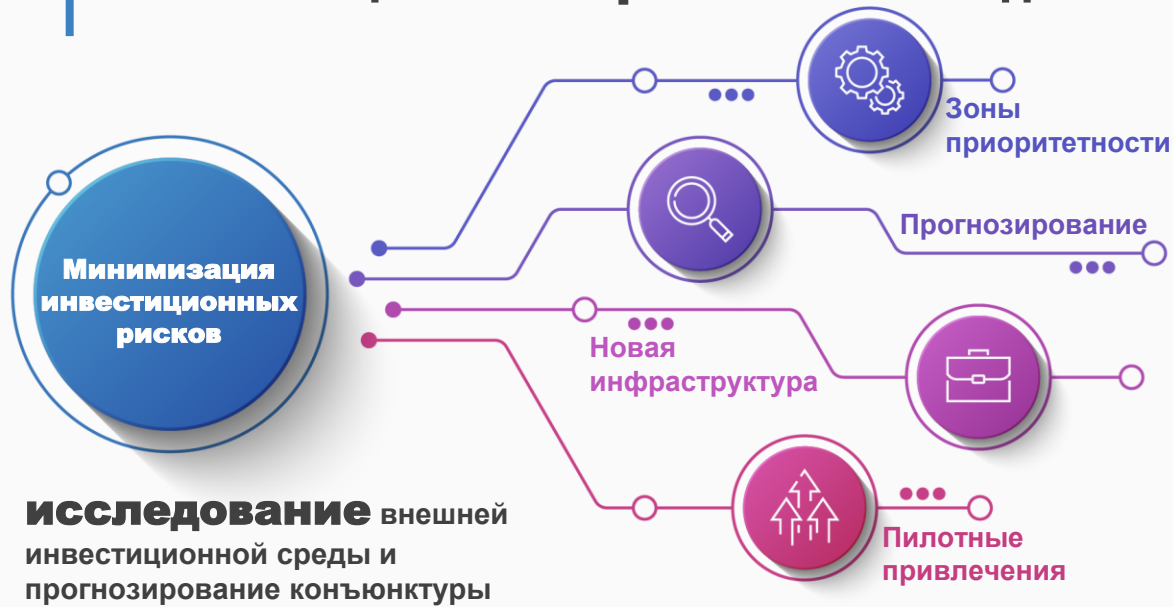 Зоны
приоритетности
Прогнозирование
Минимизация
инвестиционных
рисков
Новая
инфраструктура
исследование внешней
инвестиционной среды и
прогнозирование конъюнктуры
Пилотные
привлечения